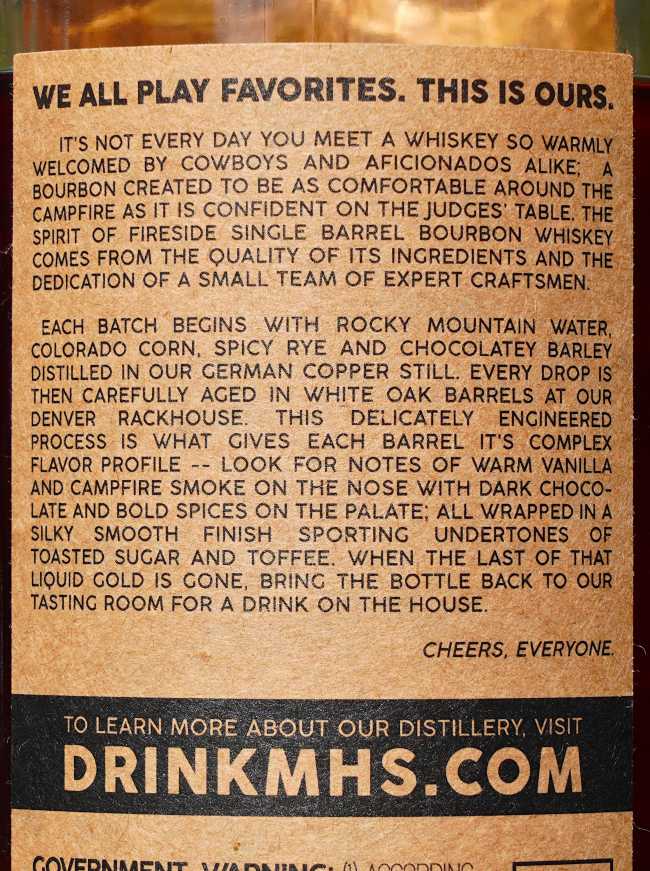 WE ALL PLAY FAVORITES. THIS IS OURS.
IT'S NOT EVERY DAY YOU MEET A WHISKEY SO WARMLY
WELCOMED BY COWBOYS AND AFICIONADOS ALIKE; A
BOURBON CREATED TO BE AS COMFORTABLE AROUND THE
CAMPFIRE AS IT IS CONFIDENT ON THE JUDGES' TABLE. THE
SPIRIT OF FIRESIDE SINGLE BARREL BOURBON WHISKEY
COMES FROM THE QUALITY OF ITS INGREDIENTS AND THE
DEDICATION OF A SMALL TEAM OF EXPERT CRAFTSMEN.
EACH BATCH BEGINS WITH ROCKY MOUNTAIN WATER,
COLORADO CORN, SPICY RYE AND CHOCOLATEY BARLEY
DISTILLED IN OUR GERMAN COPPER STILL. EVERY DROP IS
THEN CAREFULLY AGED IN WHITE OAK BARRELS AT OUR
DENVER RACKHOUSE. THIS DELICATELY ENGINEERED
PROCESS IS WHAT GIVES EACH BARREL IT'S COMPLEX
FLAVOR PROFILE -- LOOK FOR NOTES OF WARM VANILLA
AND CAMPFIRE SMOKE ON THE NOSE WITH DARK CHOCO-
LATE AND BOLD SPICES ON THE PALATE; ALL WRAPPED IN A
SILKY SMOOTH FINISH SPORTING UNDERTONES OF
TOASTED SUGAR AND TOFFEE. WHEN THE LAST OF THAT
LIQUID GOLD IS GONE, BRING THE BOTTLE BACK TO OUR
TASTING ROOM FOR A DRINK ON THE HOUSE.
CHEERS, EVERYONE.
TO LEARN MORE ABOUT OUR DISTILLERY, VISIT
DRINKMHS.COM
GOVERNMENT WARNING: (1) ACCORDING